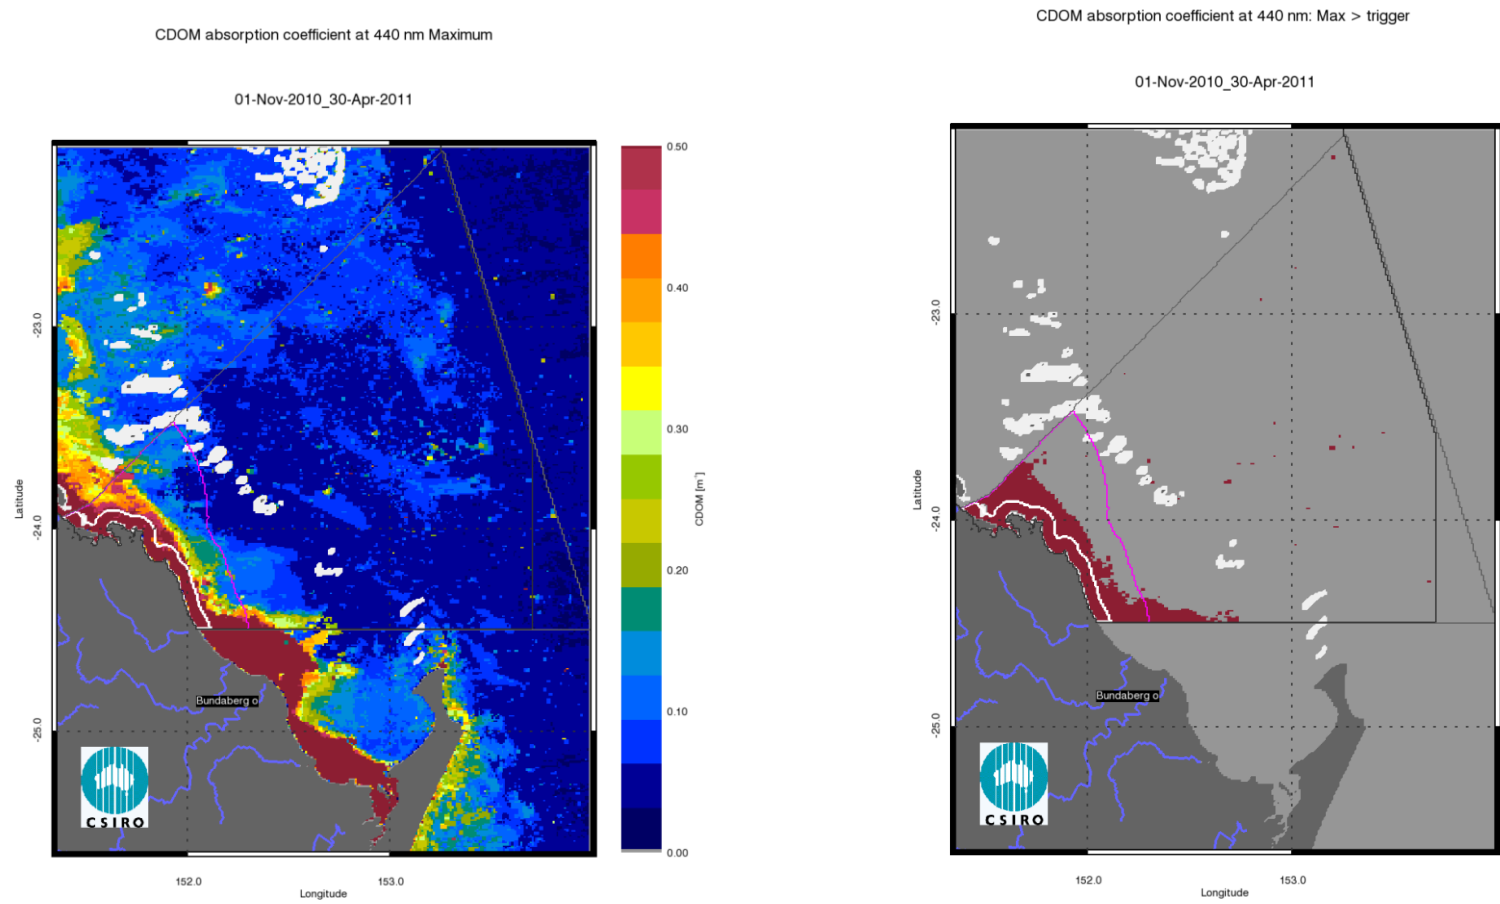 CDOM absorption coefficient at 440 nm Maximum
01-Nov-2010_30-Apr-2011
-23.0
-24.0
-25.0
Latitude
152.0
153.0
Longitude
Bundaberg o
CSIRO
0.50
0.40
0.30
0.20
0.10
0.00
CDOM [m⁻¹]
CDOM absorption coefficient at 440 nm: Max > trigger
01-Nov-2010_30-Apr-2011
-23.0
-24.0
-25.0
Latitude
152.0
153.0
Longitude
Bundaberg o
CSIRO